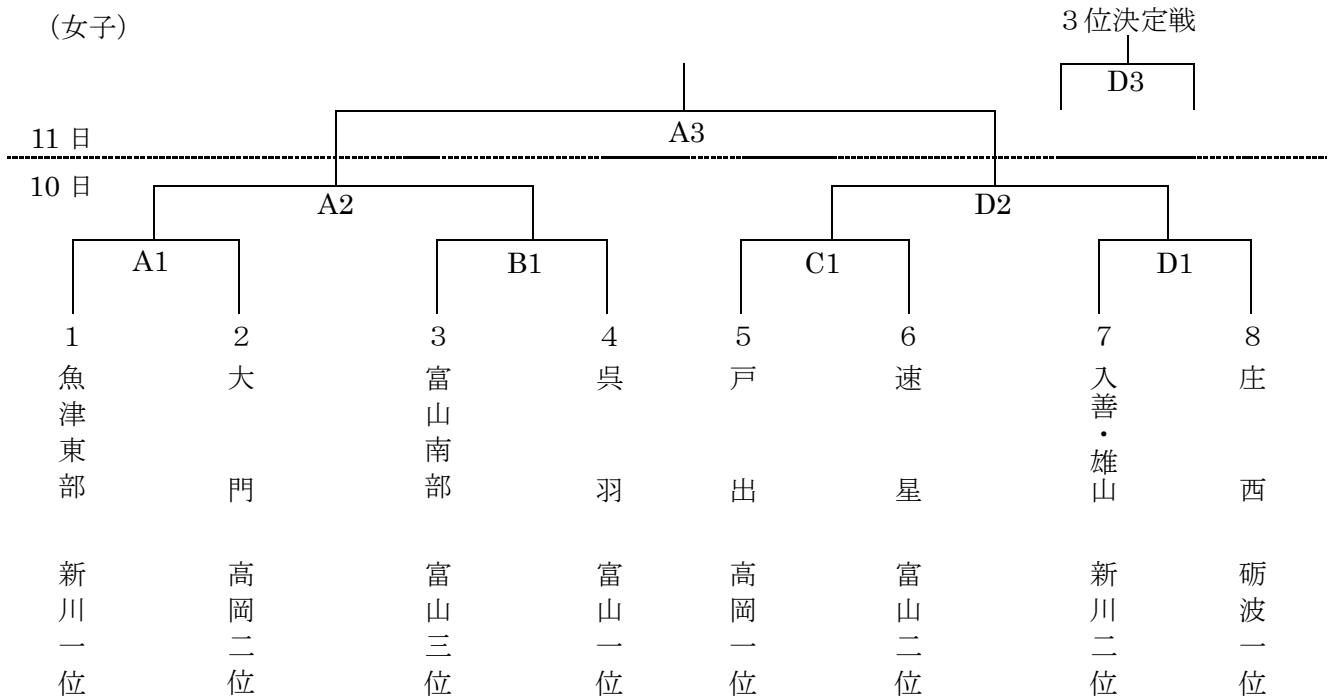 （女子）
３位決定戦
D3
A3
11 日
10 日
A2
D2
A1
B1
C1
D1
1
2
3
4
5
6
7
8
魚津東部
大門
富山南部
呉羽
戸出
速星
入善・雄山
庄西
新川一位
高岡二位
富山三位
富山一位
高岡一位
富山二位
新川二位
砺波一位